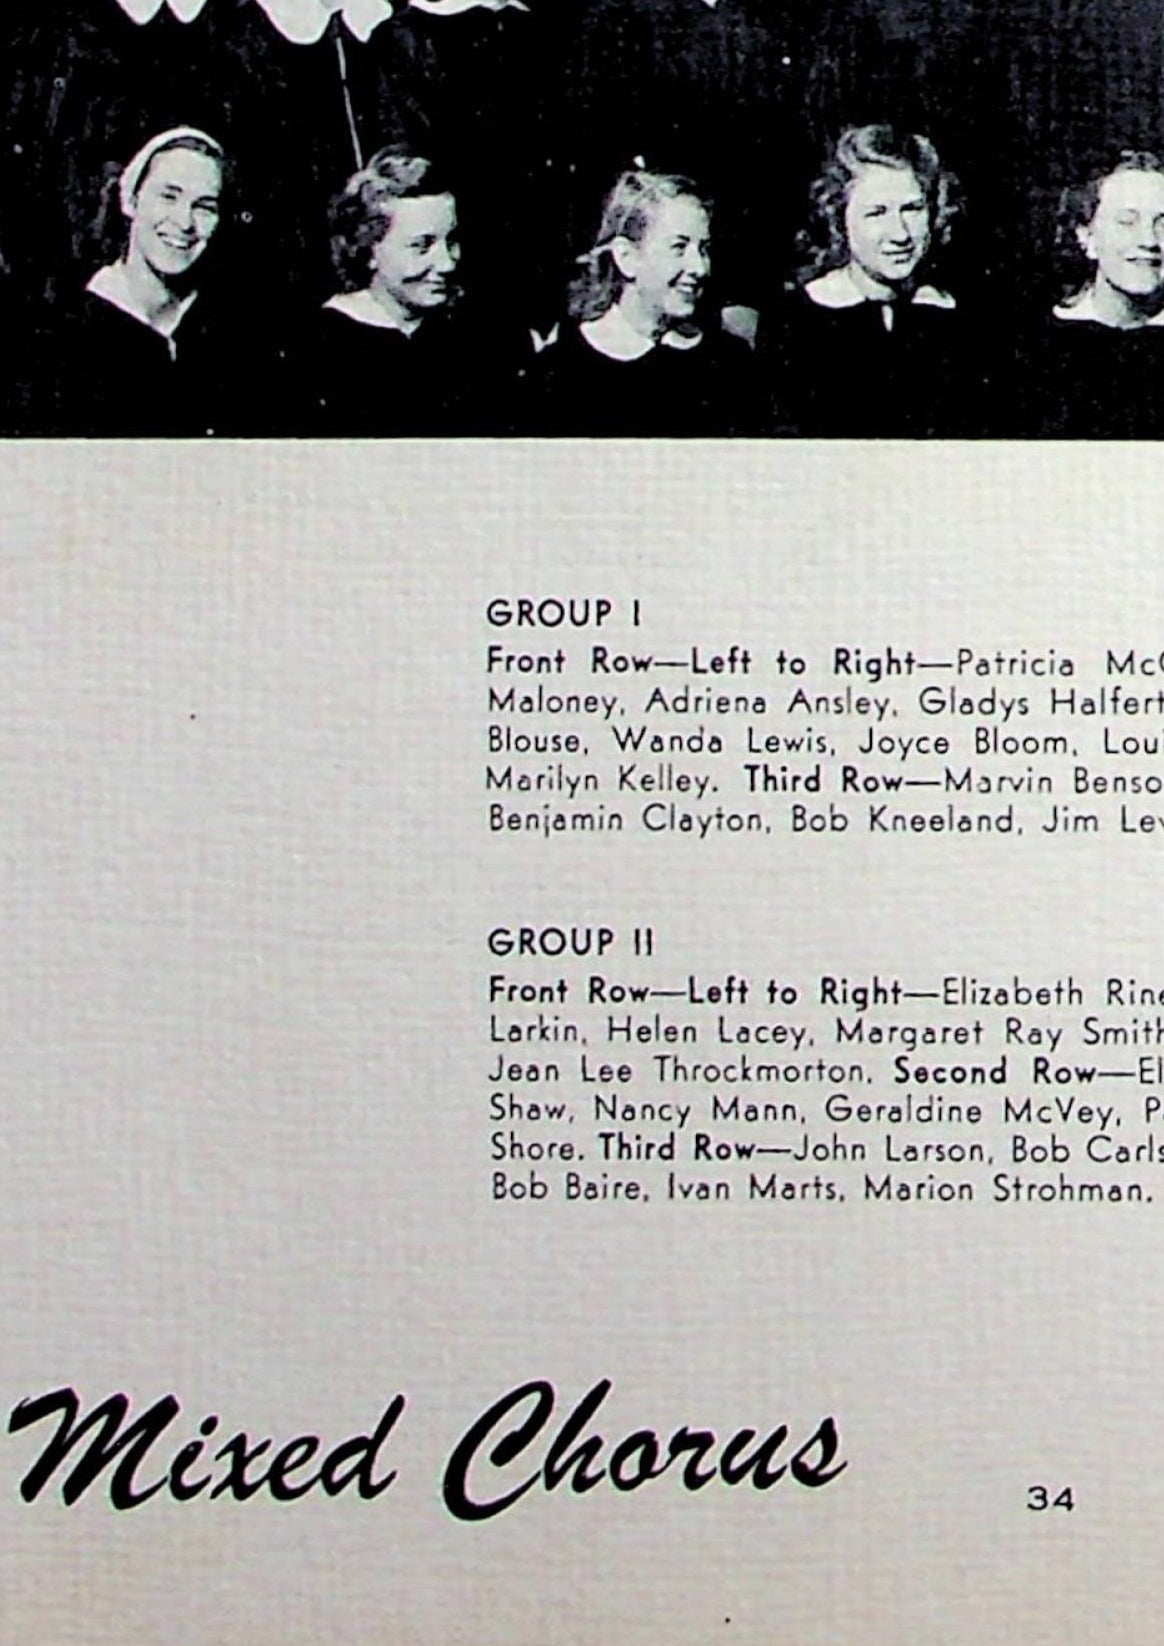 GROUP I
Front Row—Left to Right—Patricia
Maloney, Adriena Ansley, Gladys
Blouse, Wanda Lewis, Joyce Bloom,
Marilyn Kelley. Third Row—Marvin
Benjamin Clayton, Bob Kneeland, Jim
GROUP II
Front Row—Left to Right—Elizabeth
Larkin, Helen Lacey, Margaret Ray Smith
Jean Lee Throckmorton. Second Row—
Shaw, Nancy Mann, Geraldine McVey,
Shore. Third Row—John Larson, Bob
Bob Baire, Ivan Marts, Marion Strohman.
Mixed Chorus
34